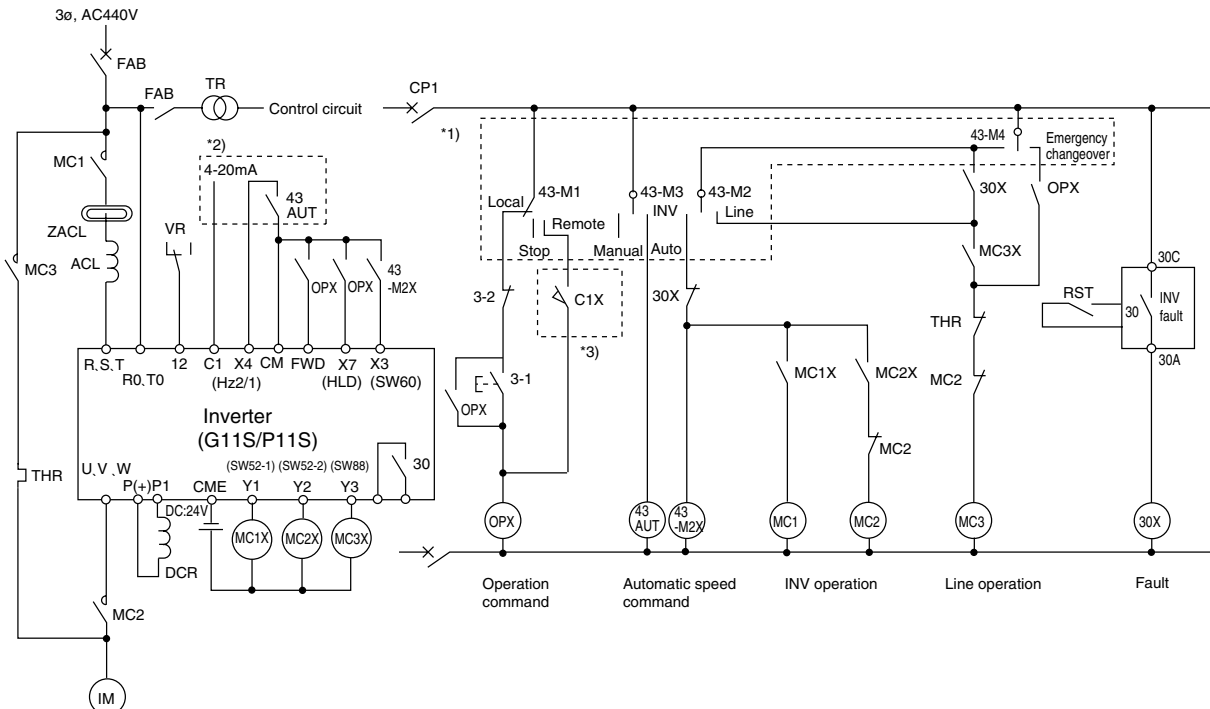 3ø, AC440V
FAB
FAB
TR
Control circuit
CP1
*1)
43-M4
Emergency
changeover
MC1
*2)
4-20mA
43
AUT
43-M1
Local
Remote
Stop
43-M3
INV
Manual
Auto
43-M2
Line
30X
OPX
ZACL
ACL
VR
MC3
OPX
OPX
43
-M2X
3-2
C1X
*3)
30X
MC3X
30C
RST
30
INV
fault
30A
THR
R、S、T
R0、T0
12
C1
X4
CM
FWD
X7
X3
(Hz2/1)
(HLD)
(SW60)
3-1
OPX
MC1X
MC2X
MC2
MC2
Inverter
(G11S/P11S)
THR
U、V、W
P(+)
P1
CME
(SW52-1)
(SW52-2)
(SW88)
Y1
Y2
Y3
30
DC:24V
MC1X
MC2X
MC3X
DCR
OPX
43
AUT
43
-M2X
MC1
MC2
MC3
30X
MC2
Operation
command
Automatic speed
command
INV operation
Line operation
Fault
IM